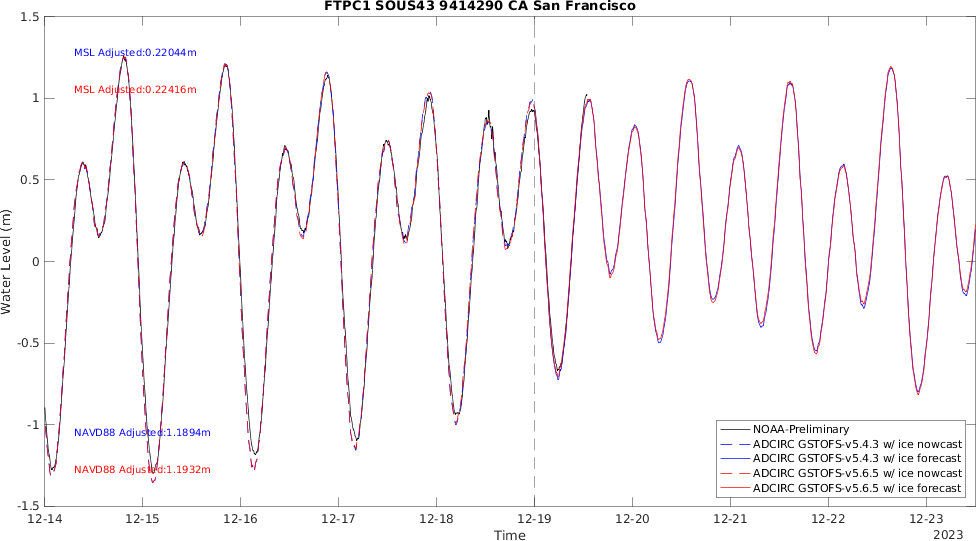 FTPC1 SOUS43 9414290 CA San Francisco
1.5
MSL Adjusted:0.22044m
MSL Adjusted:0.22416m
1
0.5
0
-0.5
-1
-1.5
Water Level (m)
NAVD88 Adjusted:1.1894m
NAVD88 Adjusted:1.1932m
NOAA-Preliminary
ADCIRC GSTOFS-v5.4.3 w/ ice nowcast
ADCIRC GSTOFS-v5.4.3 w/ ice forecast
ADCIRC GSTOFS-v5.6.5 w/ ice nowcast
ADCIRC GSTOFS-v5.6.5 w/ ice forecast
12-14 12-15 12-16 12-17 12-18 12-19 12-20 12-21 12-22 12-23
Time
2023